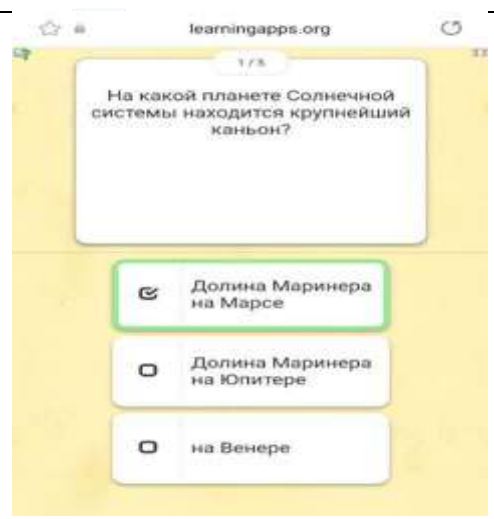 learningapps.org
1/5
На какой планете Солнечной
системы находится крупнейший
каньон?
Долина Маринера
на Марсе
Долина Маринера
на Юпитере
на Венере